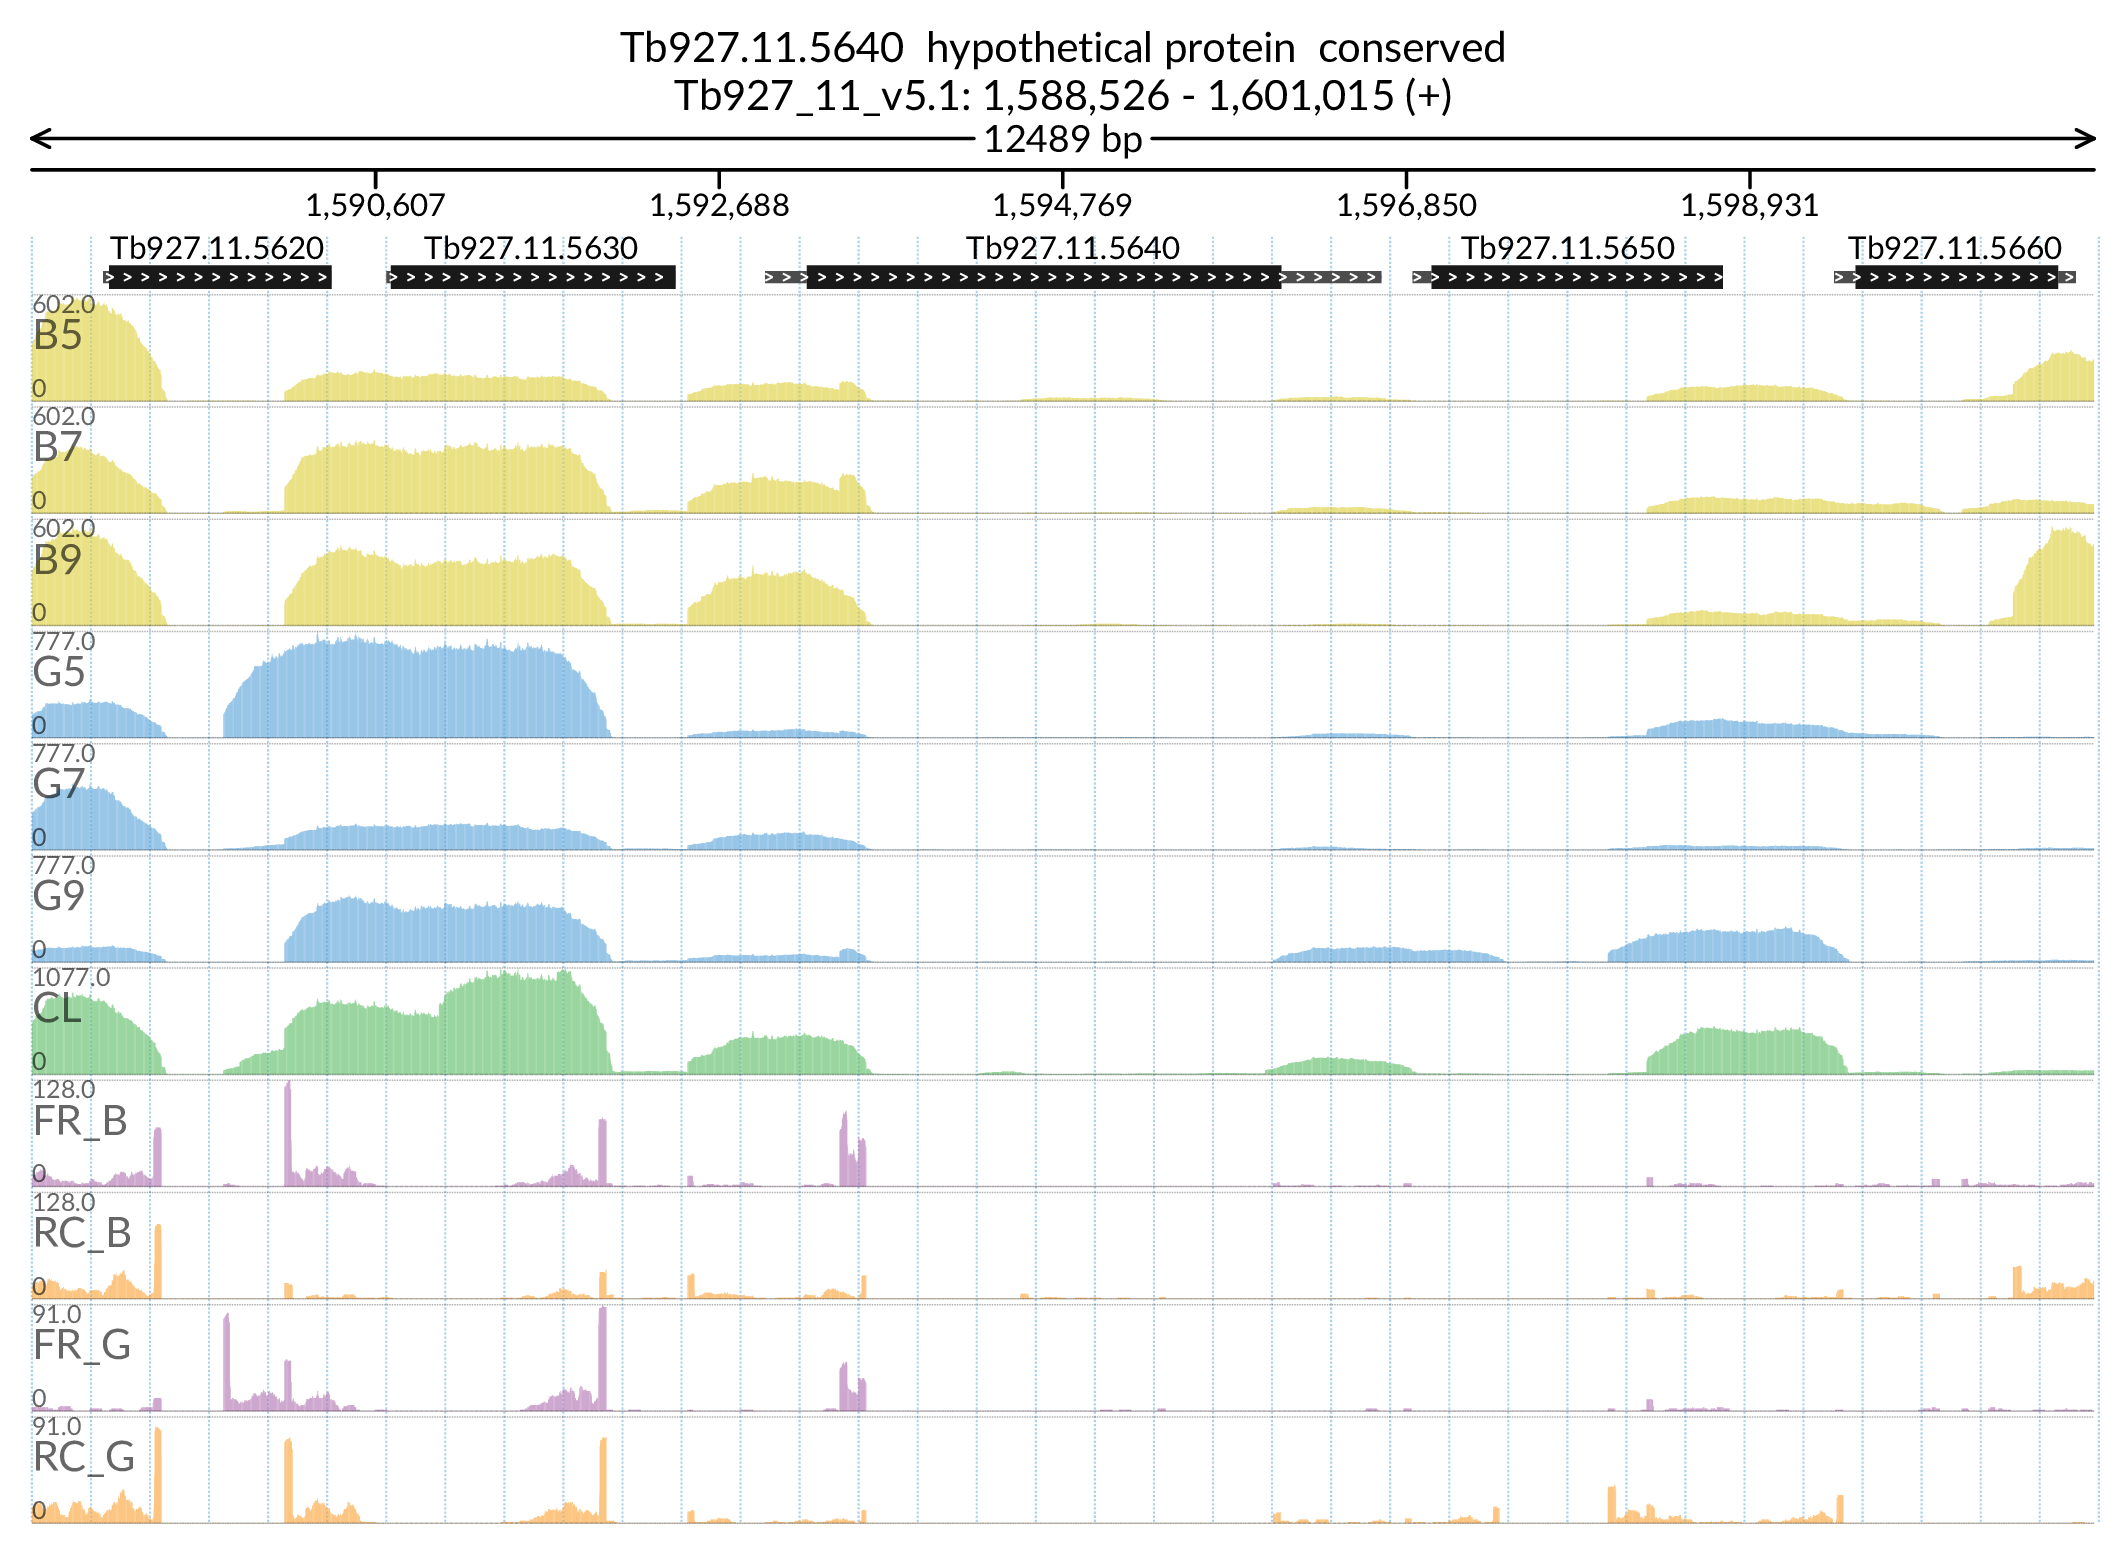 Tb927.11.5640  hypothetical protein  conserved
Tb927_11_v5.1: 1,588,526 - 1,601,015 (+)
12489 bp
1,590,607 1,592,688 1,594,769 1,596,850 1,598,931
Tb927.11.5620 Tb927.11.5630 Tb927.11.5640 Tb927.11.5650 Tb927.11.5660
602.0
B5
0
602.0
B7
0
602.0
B9
0
777.0
G5
0
777.0
G7
0
777.0
G9
0
1077.0
CL
0
128.0
FR_B
0
128.0
RC_B
0
91.0
FR_G
0
91.0
RC_G
0